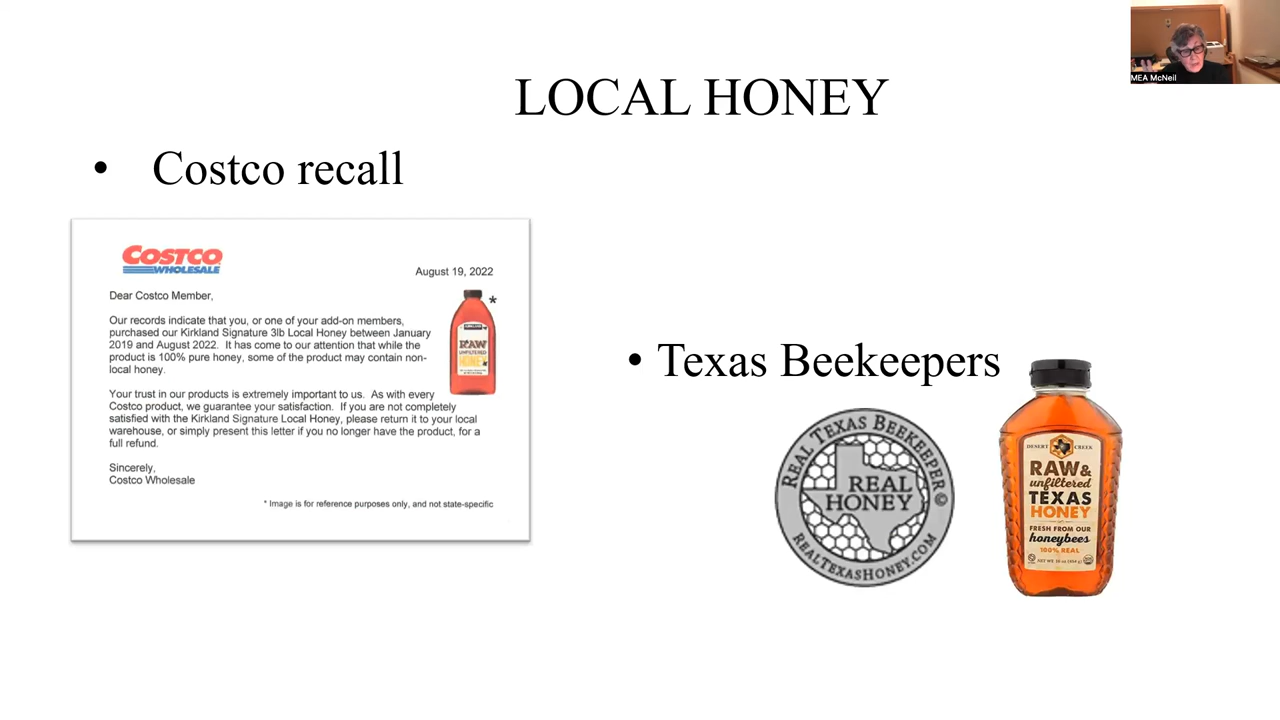 MEA McNeil
LOCAL HONEY
• Costco recall
COSTCO
WHOLESALE
August 19, 2022
Dear Costco Member,
Our records indicate that you, or one of your add-on members,
purchased our Kirkland Signature 3lb Local Honey between January
2019 and August 2022. It has come to our attention that while the
product is 100% pure honey, some of the product may contain non-
local honey.
*
RAW
UNFILTERED
HONEY
Your trust in our products is extremely important to us. As with every
Costco product, we guarantee your satisfaction. If you are not completely
satisfied with the Kirkland Signature Local Honey, please return it to your local
warehouse, or simply present this letter if you no longer have the product, for a
full refund.
Sincerely,
Costco Wholesale
* Image is for reference purposes only, and not state-specific
• Texas Beekeepers
REAL TEXAS BEEKEEPER ©
REAL
HONEY
REALTEXASHONEY.COM
DESERT CREEK
RAW &
unfiltered
TEXAS
HONEY
FRESH FROM OUR
honeybees
100% REAL
NET WT. 16 oz (454 g)